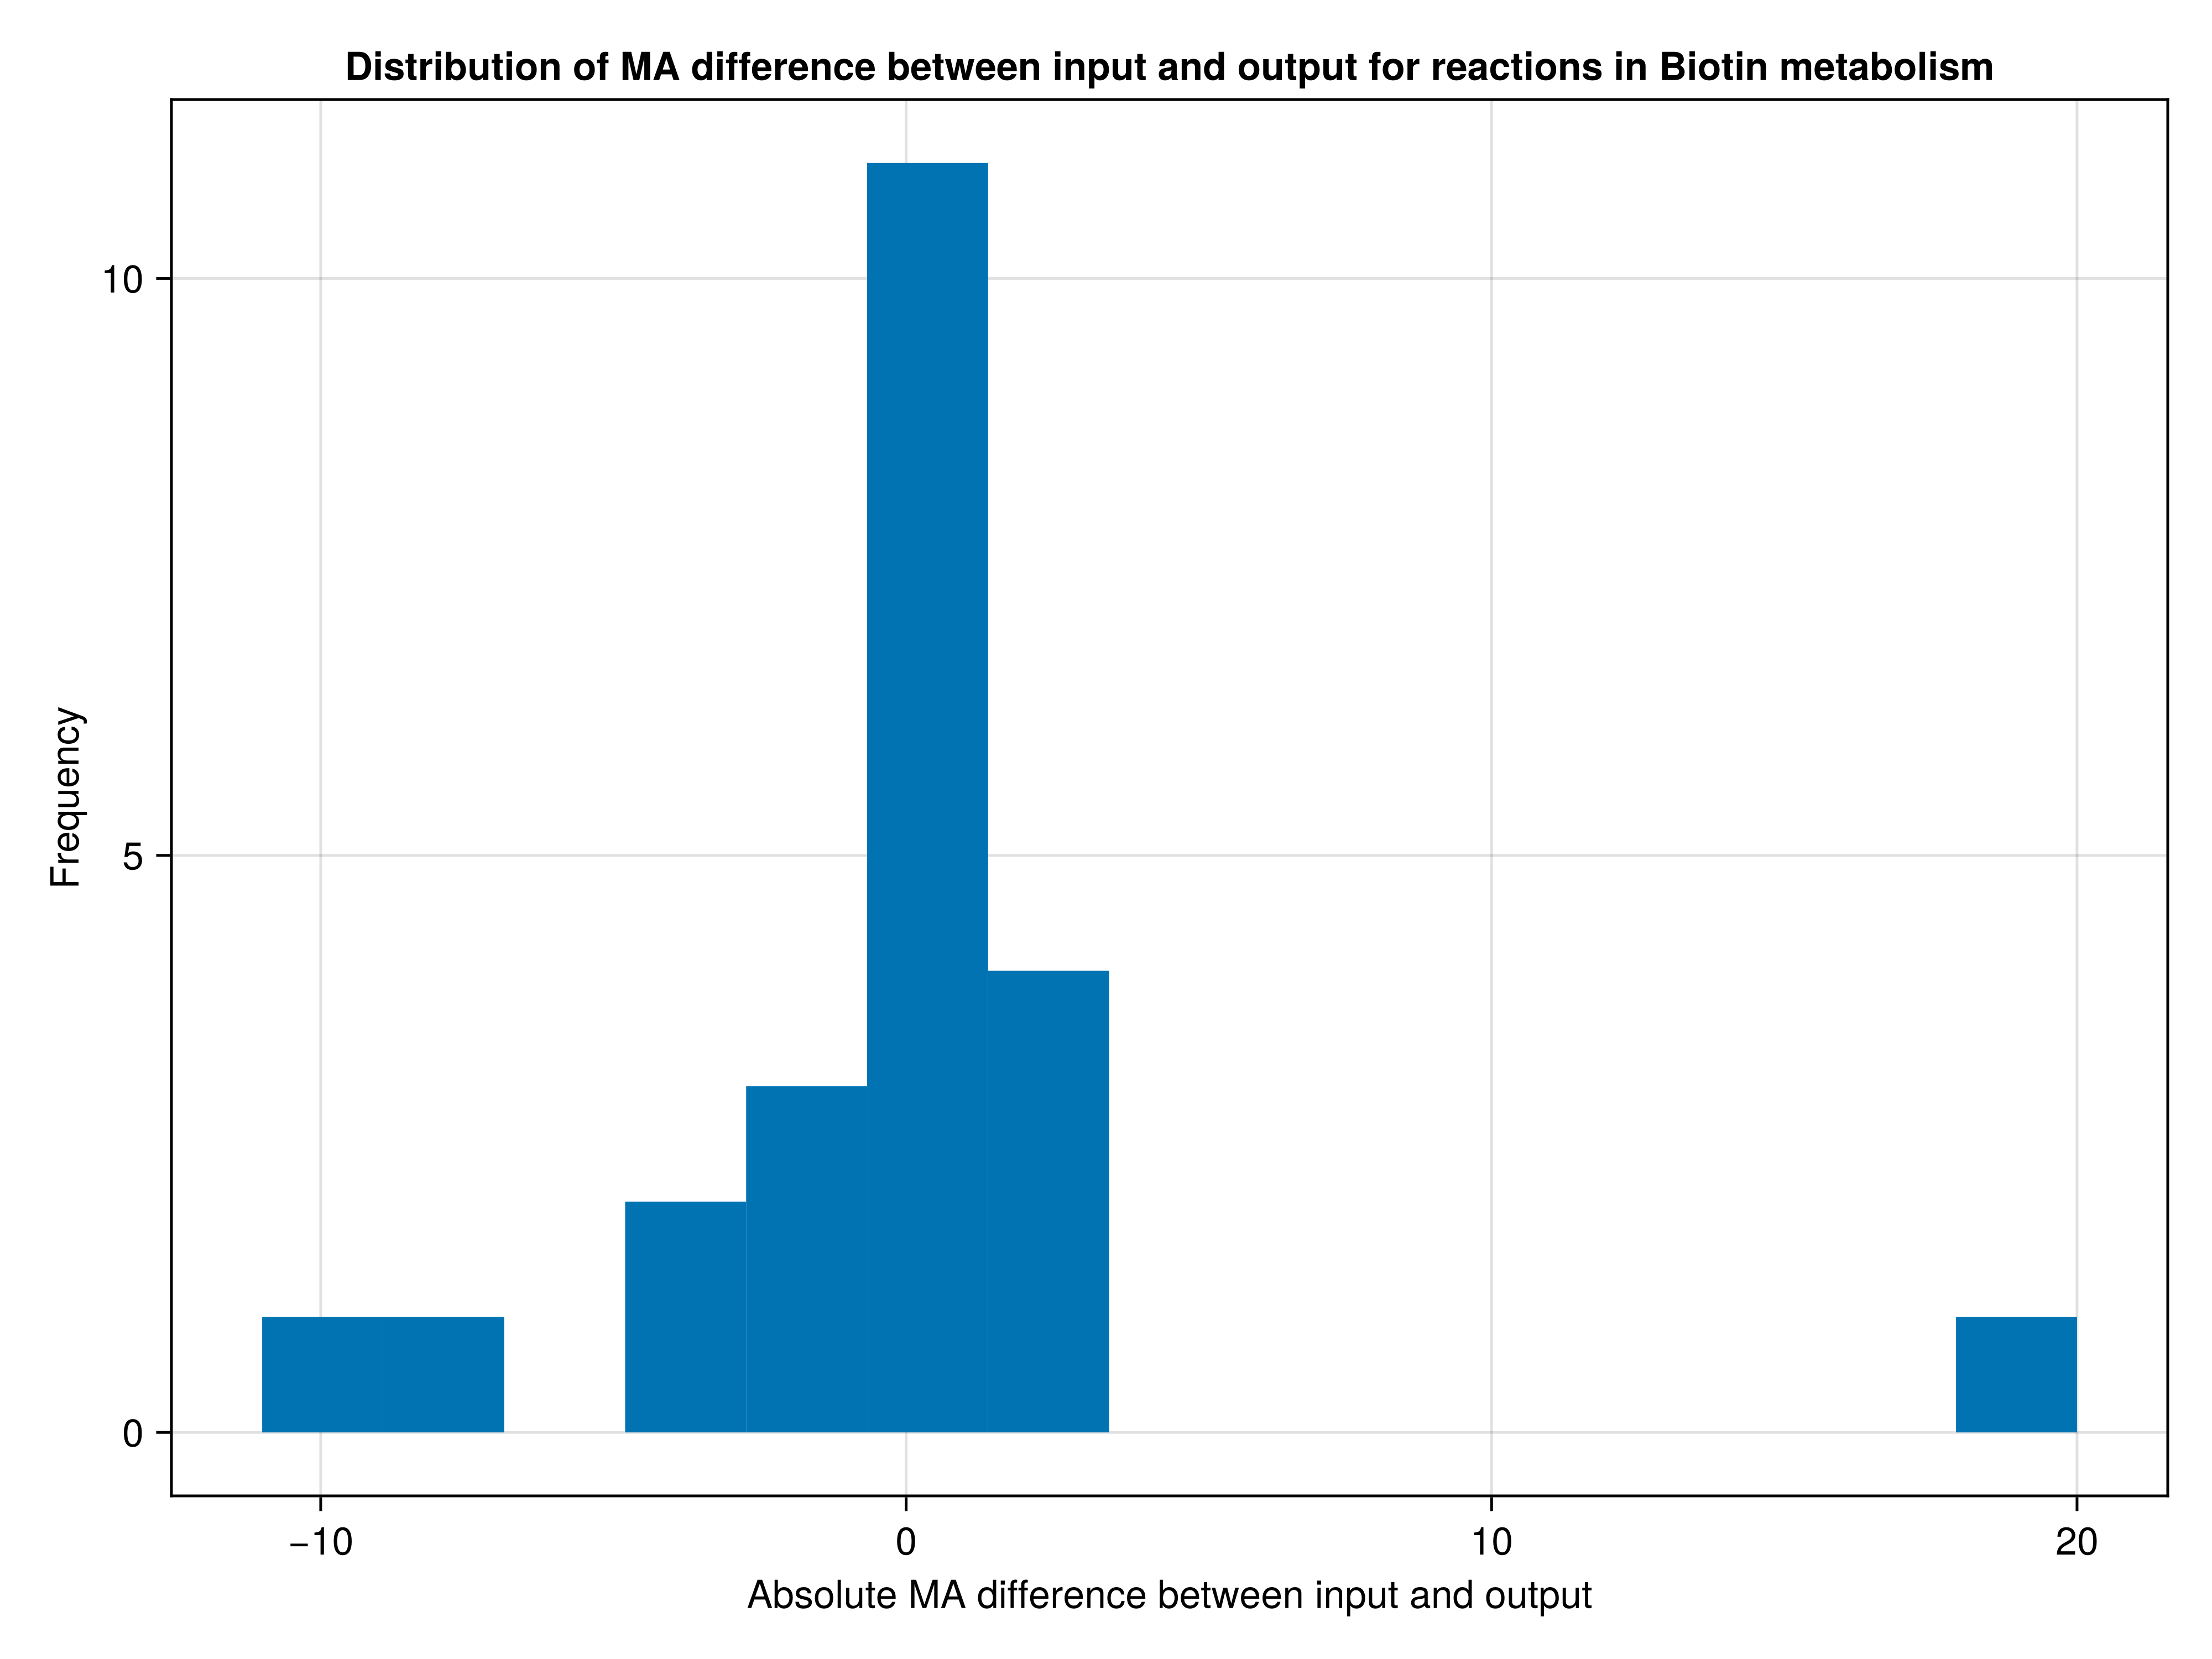 Distribution of MA difference between input and output for reactions in Biotin metabolism
10
5
0
Frequency
−10
0
10
20
Absolute MA difference between input and output